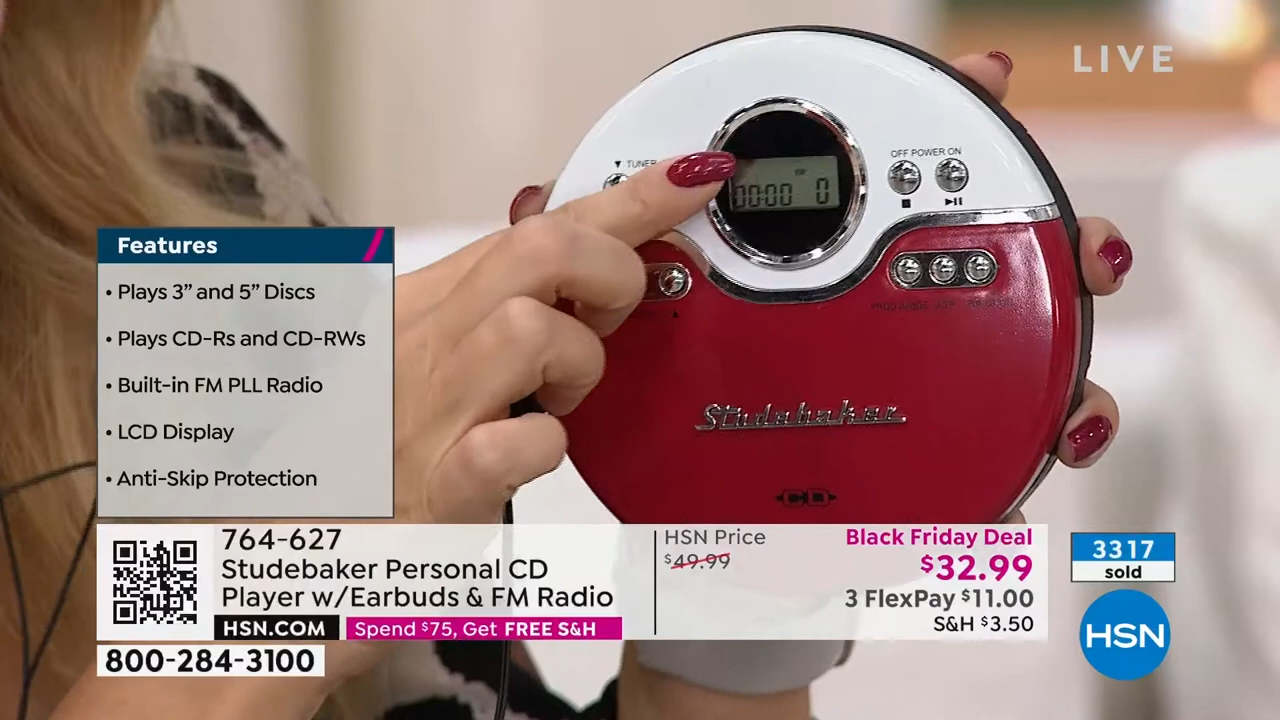 LIVE
▼ TUNER
OFF POWER ON
00:00 0
Features
• Plays 3” and 5” Discs
• Plays CD-Rs and CD-RWs
• Built-in FM PLL Radio
• LCD Display
• Anti-Skip Protection
Studebaker
CD
764-627
Studebaker Personal CD
Player w/Earbuds & FM Radio
HSN.COM
Spend $75, Get FREE S&H
800-284-3100
HSN Price
$49.99
Black Friday Deal
$32.99
3 FlexPay $11.00
S&H $3.50
3317
sold
HSN